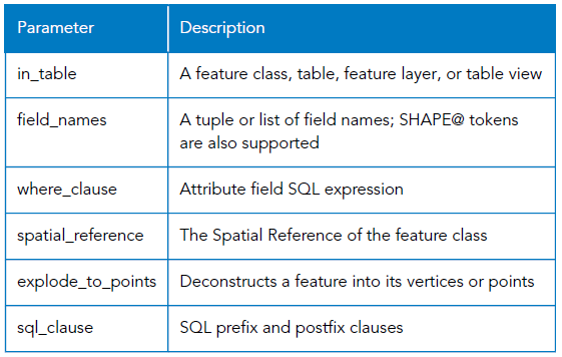 Parameter Description
in_table A feature class, table, feature layer, or table view
field_names A tuple or list of field names; SHAPE@ tokens
are also supported
where_clause Attribute field SQL expression
spatial_reference The Spatial Reference of the feature class
explode_to_points Deconstructs a feature into its vertices or points
sql_clause SQL prefix and postfix clauses